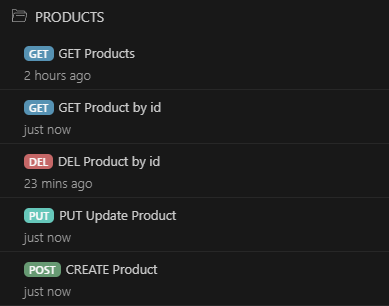 PRODUCTS
GET GET Products
2 hours ago
GET GET Product by id
just now
DEL DEL Product by id
23 mins ago
PUT PUT Update Product
just now
POST CREATE Product
just now